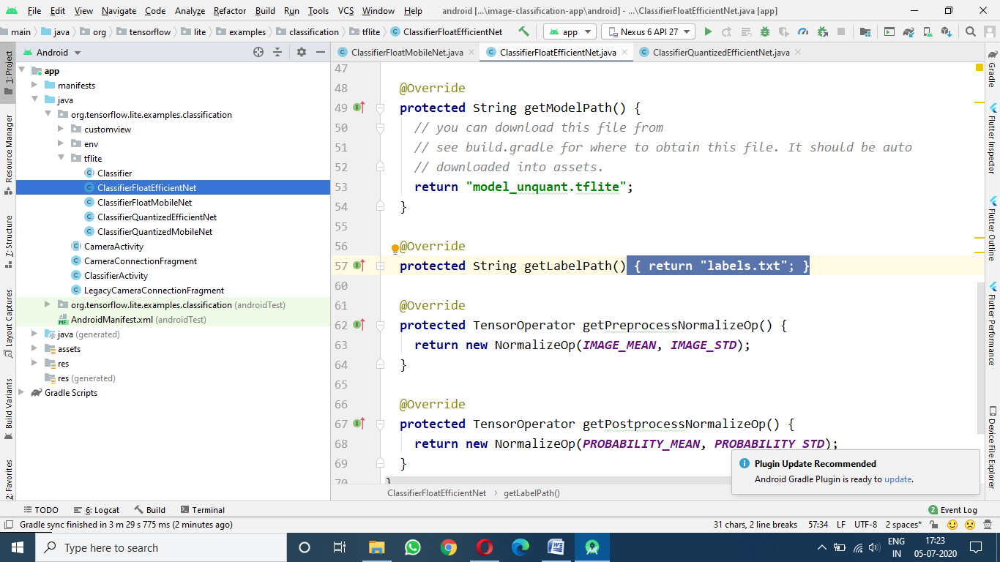 File Edit View Navigate Code Analyze Refactor Build Run Tools VCS Window Help android [...\image-classification-app\android] - ...\ClassifierFloatEfficientNet.java [app]
main java org tensorflow lite examples classification tflite ClassifierFloatEfficientNet app Nexus 6 API 27
Android ClassifierFloatMobileNet.java ClassifierFloatEfficientNet.java ClassifierQuantizedEfficientNet.java
1: Project
Resource Manager
7: Structure
Layout Captures
Build Variants
2: Favorites
app
manifests
java
org.tensorflow.lite.examples.classification
customview
env
tflite
Classifier
ClassifierFloatEfficientNet
ClassifierFloatMobileNet
ClassifierQuantizedEfficientNet
ClassifierQuantizedMobileNet
CameraActivity
CameraConnectionFragment
ClassifierActivity
LegacyCameraConnectionFragment
org.tensorflow.lite.examples.classification (androidTest)
AndroidManifest.xml (androidTest)
java (generated)
assets
res
res (generated)
Gradle Scripts
47
48 @Override
49 protected String getModelPath() {
50 // you can download this file from
51 // see build.gradle for where to obtain this file. It should be auto
52 // downloaded into assets.
53 return "model_unquant.tflite";
54 }
55
56 @Override
57 protected String getLabelPath() { return "labels.txt"; }
60
61 @Override
62 protected TensorOperator getPreprocessNormalizeOp() {
63 return new NormalizeOp(IMAGE_MEAN, IMAGE_STD);
64 }
65
66 @Override
67 protected TensorOperator getPostprocessNormalizeOp() {
68 return new NormalizeOp(PROBABILITY_MEAN, PROBABILITY_STD);
69 }
70 }
Gradle
Flutter Inspector
Flutter Outline
Flutter Performance
Device File Explorer
Plugin Update Recommended
Android Gradle Plugin is ready to update.
ClassifierFloatEfficientNet getLabelPath()
TODO 6: Logcat Build Terminal 2 Event Log
Gradle sync finished in 3 m 29 s 775 ms (2 minutes ago) 31 chars, 2 line breaks 57:34 LF UTF-8 2 spaces*
Type here to search
ENG
IN
17:23
05-07-2020